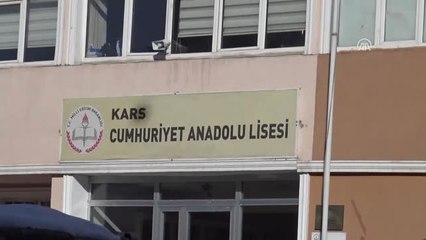 KARS
CUMHURİYET ANADOLU LİSESİ